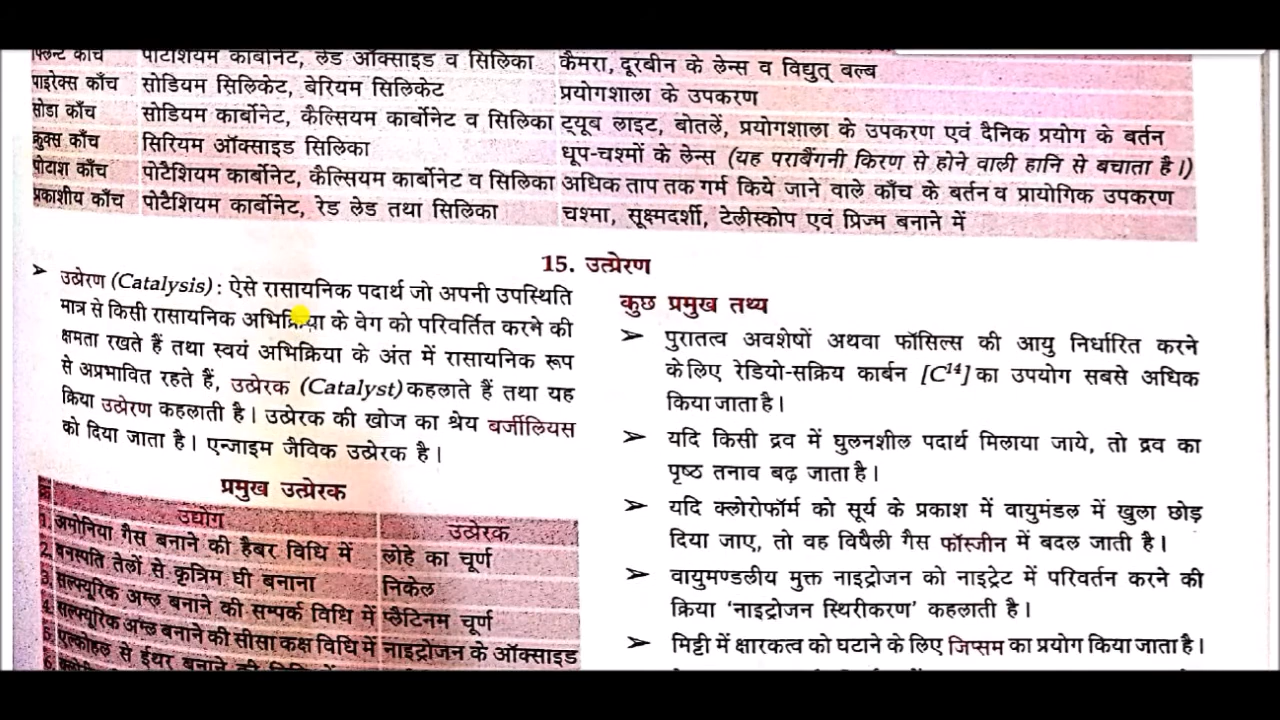 फ्लिन्ट काँच पोटैशियम कार्बोनेट, लेड ऑक्साइड व सिलिका कैमरा, दूरबीन के लेन्स व विद्युत् बल्ब
पाइरेक्स काँच सोडियम सिलिकेट, बेरियम सिलिकेट प्रयोगशाला के उपकरण
सोडा काँच सोडियम कार्बोनेट, कैल्सियम कार्बोनेट व सिलिका ट्यूब लाइट, बोतलें, प्रयोगशाला के उपकरण एवं दैनिक प्रयोग के बर्तन
क्रुक्स काँच सिरियम ऑक्साइड सिलिका धूप-चश्मों के लेन्स (यह पराबैंगनी किरण से होने वाली हानि से बचाता है।)
पोटाश काँच पोटैशियम कार्बोनेट, कैल्सियम कार्बोनेट व सिलिका अधिक ताप तक गर्म किये जाने वाले काँच के बर्तन व प्रायोगिक उपकरण
प्रकाशीय काँच पोटैशियम कार्बोनेट, रेड लेड तथा सिलिका चश्मा, सूक्ष्मदर्शी, टेलीस्कोप एवं प्रिज्म बनाने में
15. उत्प्रेरण
➤ उत्प्रेरण (Catalysis) : ऐसे रासायनिक पदार्थ जो अपनी उपस्थिति
मात्र से किसी रासायनिक अभिक्रिया के वेग को परिवर्तित करने की
क्षमता रखते हैं तथा स्वयं अभिक्रिया के अंत में रासायनिक रूप
से अप्रभावित रहते हैं, उत्प्रेरक (Catalyst) कहलाते हैं तथा यह
क्रिया उत्प्रेरण कहलाती है। उत्प्रेरक की खोज का श्रेय बर्जीलियस
को दिया जाता है। एन्जाइम जैविक उत्प्रेरक है।
प्रमुख उत्प्रेरक
उद्योग उत्प्रेरक
1. अमोनिया गैस बनाने की हैबर विधि में लोहे का चूर्ण
2. वनस्पति तेलों से कृत्रिम घी बनाना निकेल
3. सल्फ्यूरिक अम्ल बनाने की सम्पर्क विधि में प्लैटिनम चूर्ण
4. सल्फ्यूरिक अम्ल बनाने की सीसा कक्ष विधि में नाइट्रोजन के ऑक्साइड
5. एल्कोहल से ईथर बनाने की विधि में
6.
कुछ प्रमुख तथ्य
➤ पुरातत्व अवशेषों अथवा फॉसिल्स की आयु निर्धारित करने
के लिए रेडियो-सक्रिय कार्बन [C¹⁴] का उपयोग सबसे अधिक
किया जाता है।
➤ यदि किसी द्रव में घुलनशील पदार्थ मिलाया जाये, तो द्रव का
पृष्ठ तनाव बढ़ जाता है।
➤ यदि क्लोरोफॉर्म को सूर्य के प्रकाश में वायुमंडल में खुला छोड़
दिया जाए, तो वह विषैली गैस फॉस्जीन में बदल जाती है।
➤ वायुमण्डलीय मुक्त नाइट्रोजन को नाइट्रेट में परिवर्तन करने की
क्रिया ‘नाइट्रोजन स्थिरीकरण’ कहलाती है।
➤ मिट्टी में क्षारकत्व को घटाने के लिए जिप्सम का प्रयोग किया जाता है।